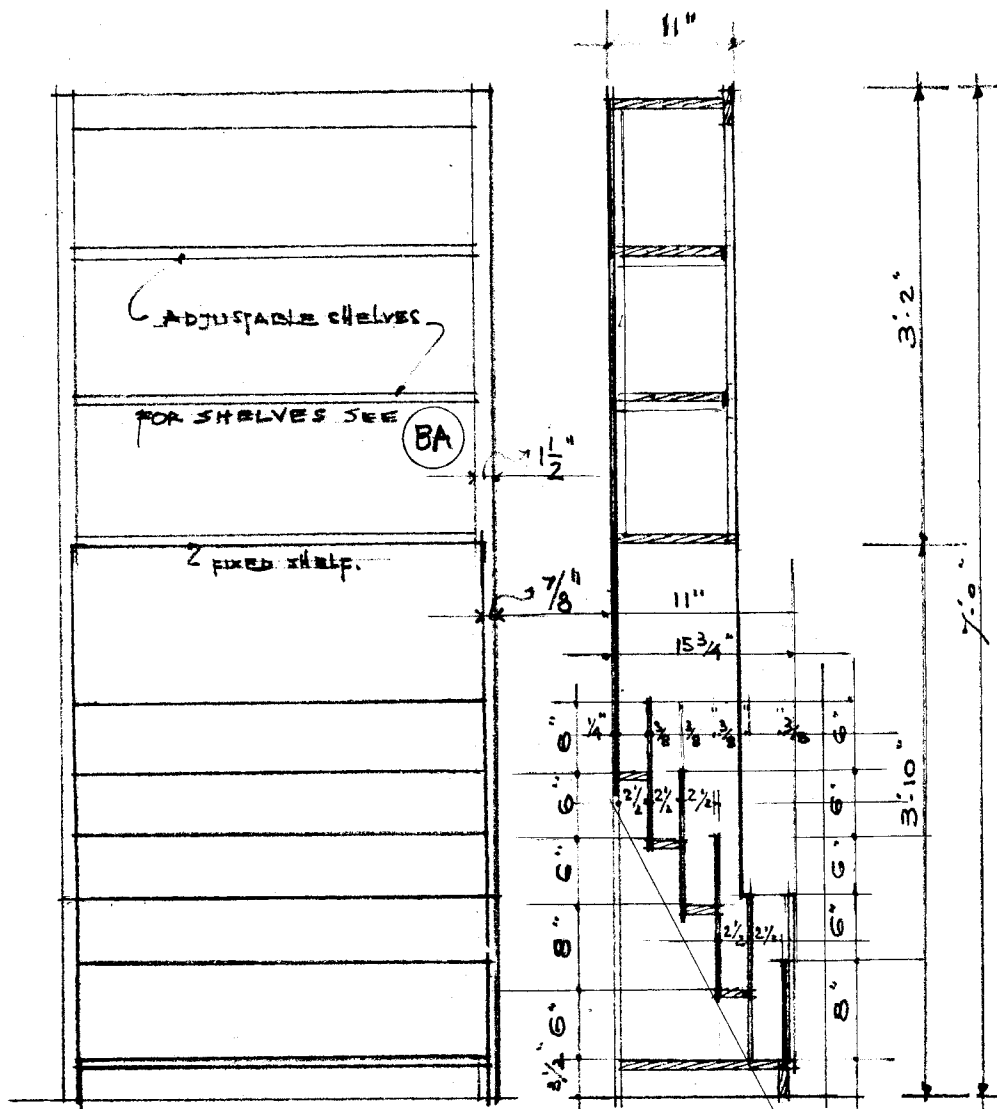 11"
ADJUSTABLE SHELVES
FOR SHELVES SEE
BA
1 1/2"
FIXED SHELF.
7/8"
11"
15 3/4"
3'-2"
7'-0"
3'-10"
1/4" 3/8 3/8 3/8" 3/8"
8"
6"
6"
8"
6"
3 1/2"
2 1/2 2 1/2 2 1/2
2 1/2 2 1/2
6"
6"
6"
6"
8"